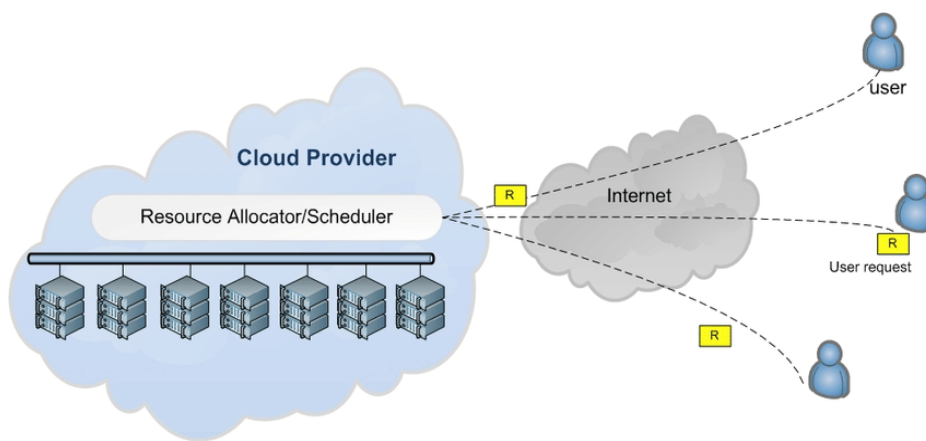 user
Cloud Provider
R
Internet
Resource Allocator/Scheduler
R
User request
R